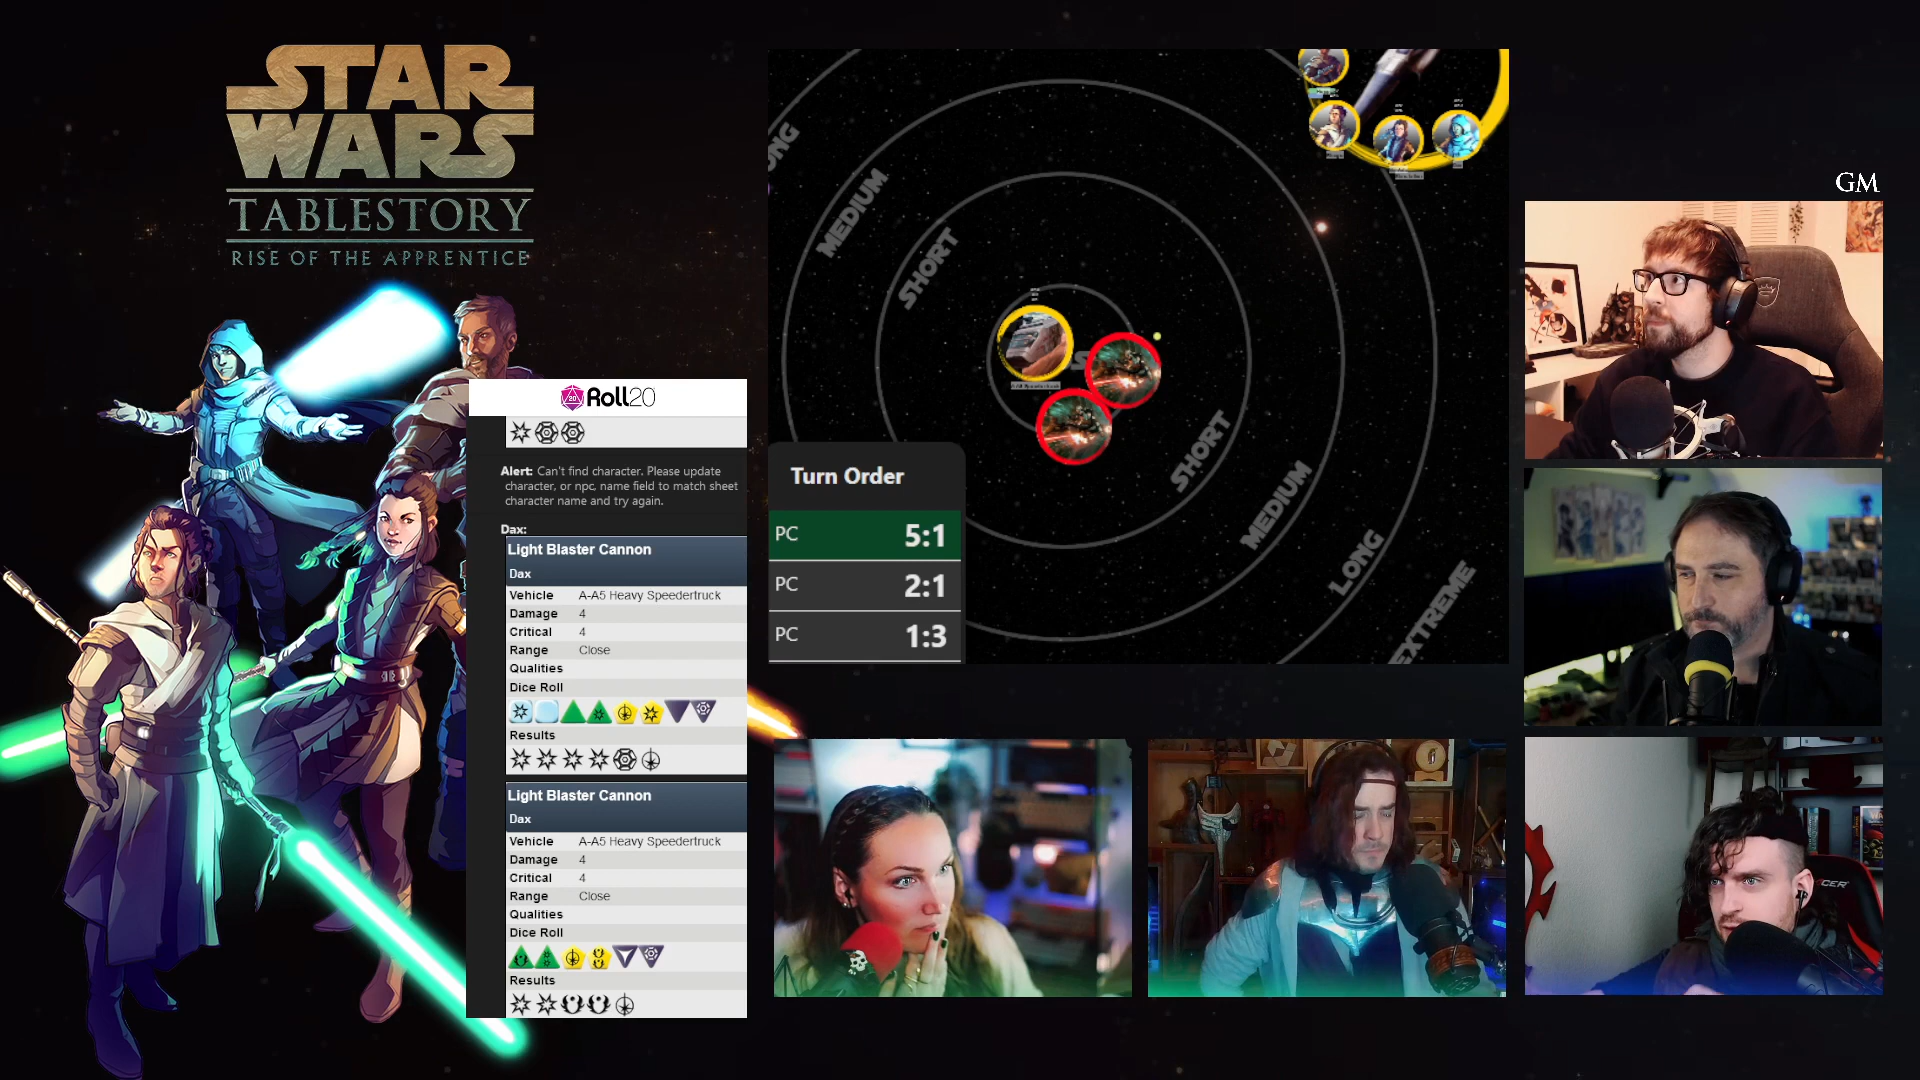 STAR
WARS
TABLESTORY
RISE OF THE APPRENTICE
Roll20
Alert: Can't find character. Please update
character, or npc, name field to match sheet
character name and try again.
Dax:
Light Blaster Cannon
Dax
Vehicle A-A5 Heavy Speedertruck
Damage 4
Critical 4
Range Close
Qualities
Dice Roll
Results
Light Blaster Cannon
Dax
Vehicle A-A5 Heavy Speedertruck
Damage 4
Critical 4
Range Close
Qualities
Dice Roll
Results
MEDIUM
SHORT
SHORT
MEDIUM
LONG
EXTREME
Turn Order
PC 5:1
PC 2:1
PC 1:3
GM